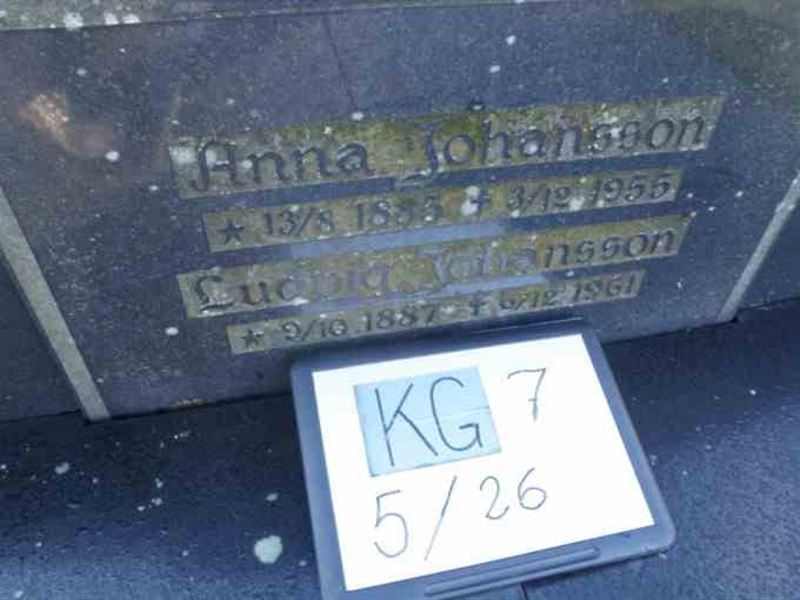 Anna Johansson
★ 13/8 1885 ✝ 3/12 1955
Ludvig Johansson
★ 9/10 1887 ✝ 6/12 1961
KG 7
5/26